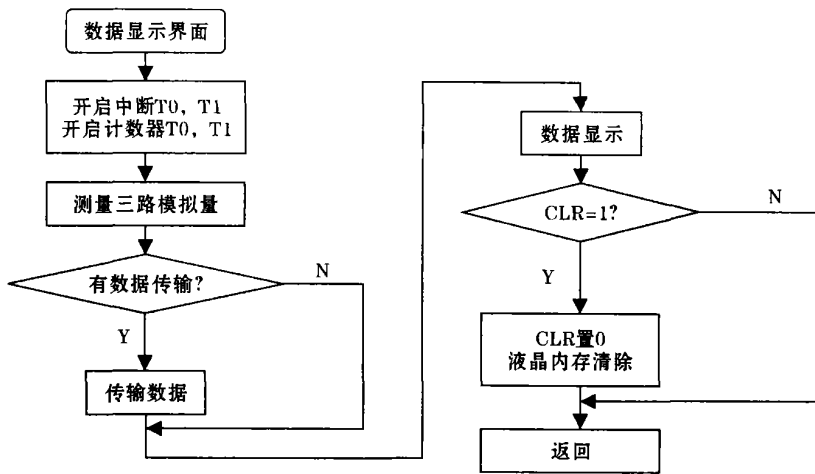 数据显示界面
开启中断T0, T1
开启计数器T0, T1
测量三路模拟量
有数据传输?
N
Y
传输数据
数据显示
CLR=1?
N
Y
CLR置0
液晶内存清除
返回